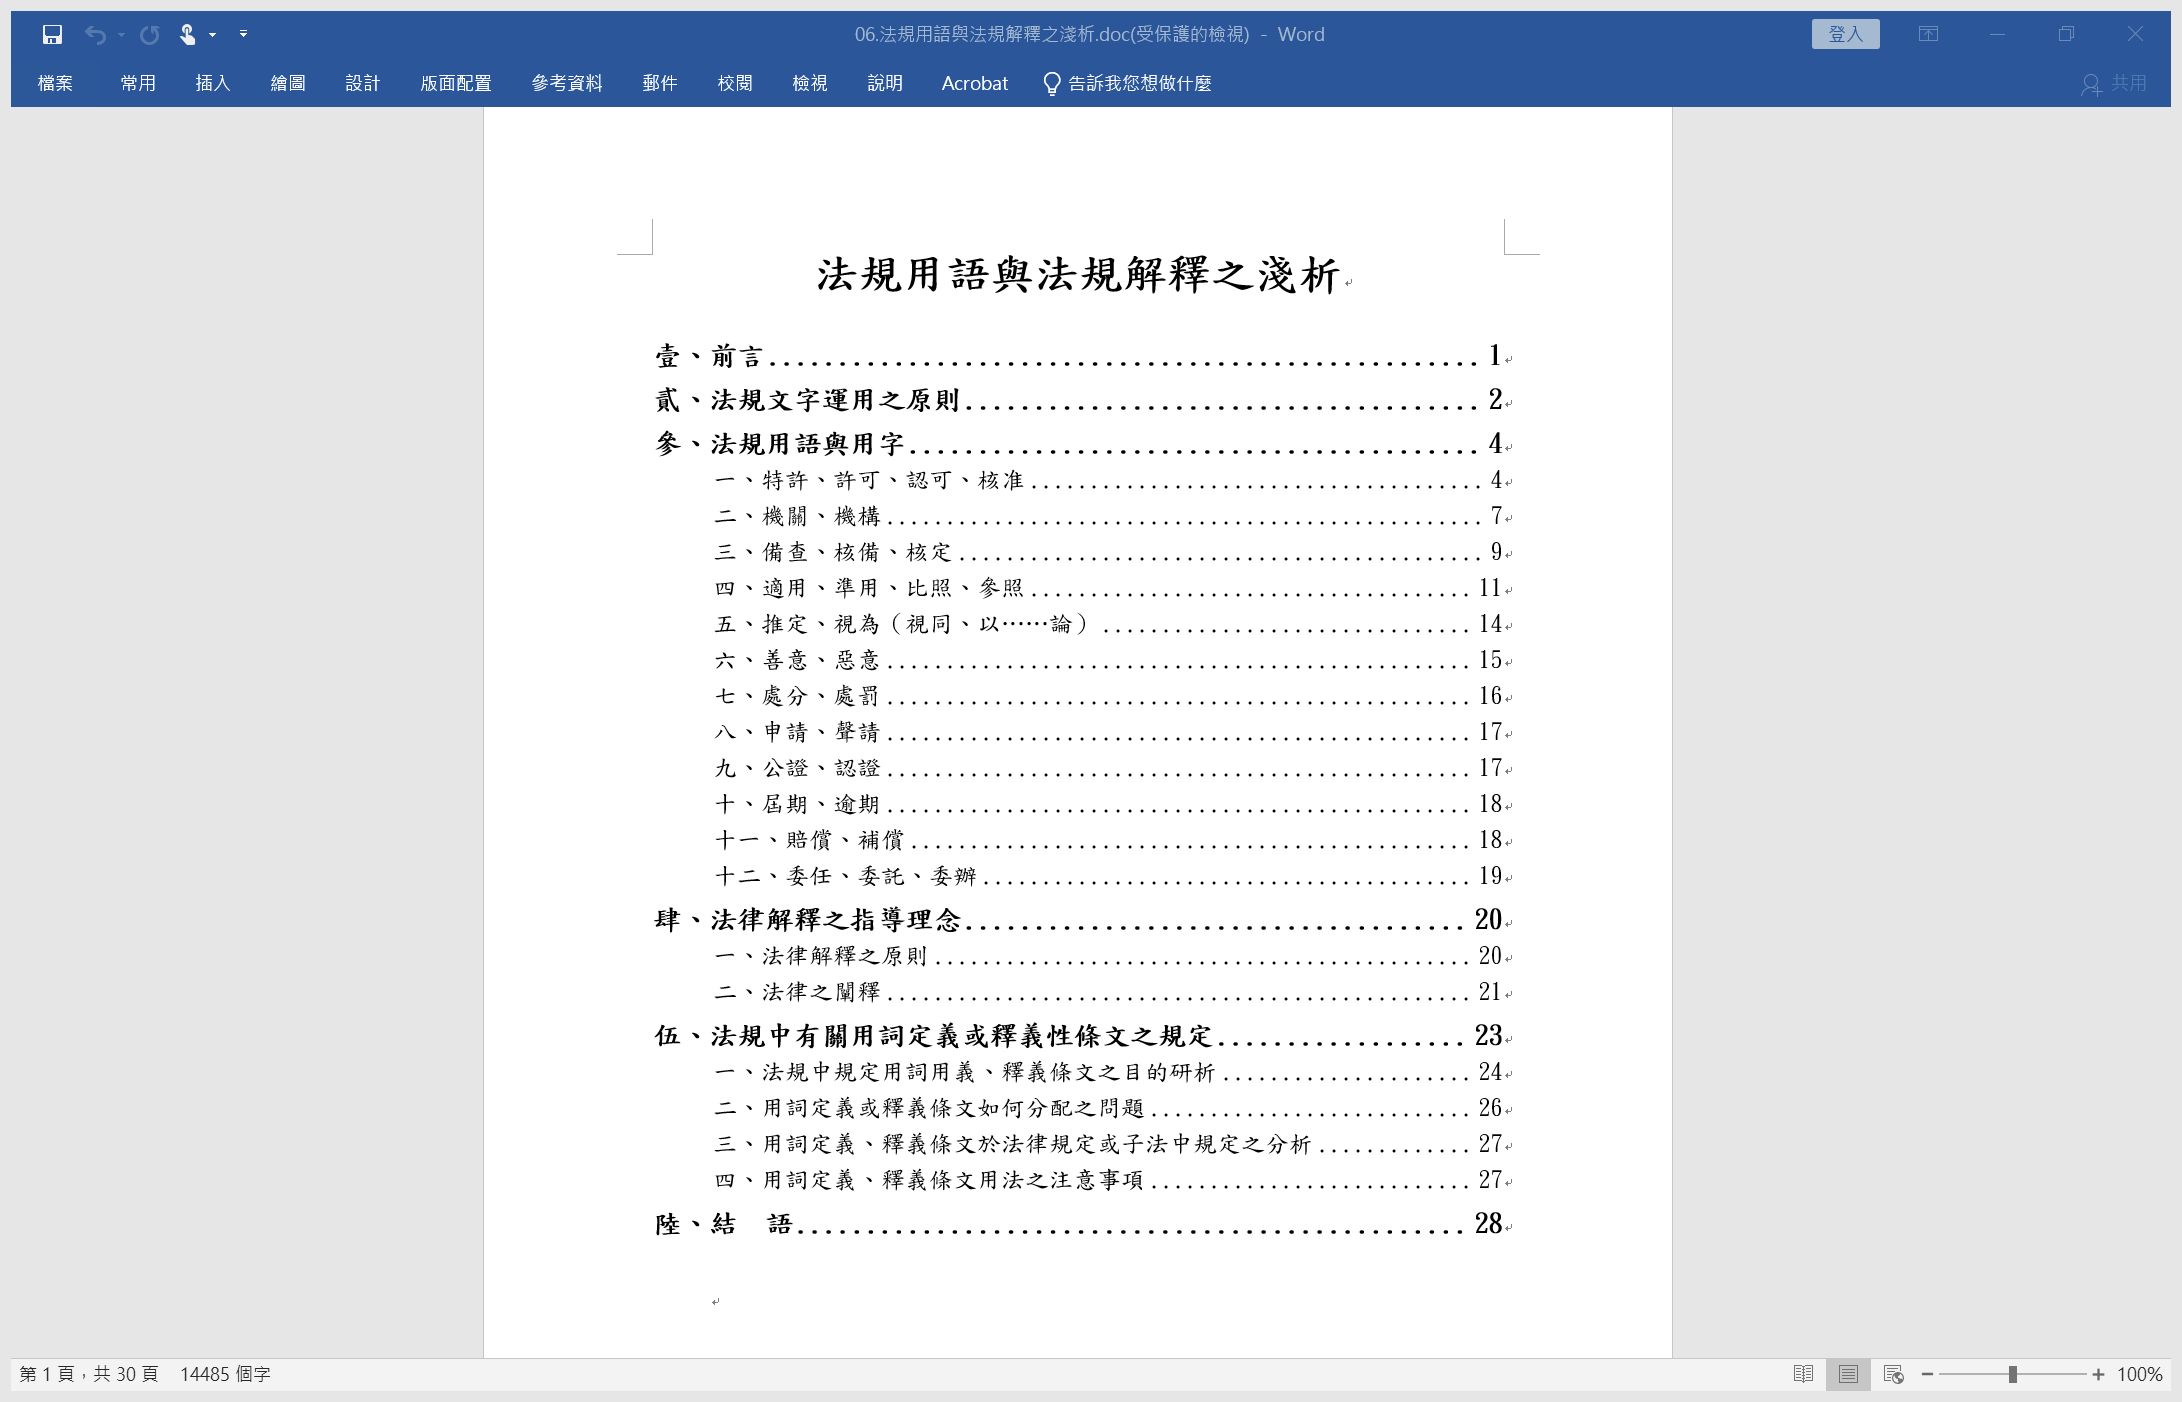 06.法規用語與法規解釋之淺析.doc(受保護的檢視) - Word
登入
檔案 常用 插入 繪圖 設計 版面配置 參考資料 郵件 校閱 檢視 說明 Acrobat 告訴我您想做什麼 共用
法規用語與法規解釋之淺析
壹、前言 1
貳、法規文字運用之原則 2
參、法規用語與用字 4
一、特許、許可、認可、核准 4
二、機關、機構 7
三、備查、核備、核定 9
四、適用、準用、比照、參照 11
五、推定、視為（視同、以⋯⋯論） 14
六、善意、惡意 15
七、處分、處罰 16
八、申請、聲請 17
九、公證、認證 17
十、屆期、逾期 18
十一、賠償、補償 18
十二、委任、委託、委辦 19
肆、法律解釋之指導理念 20
一、法律解釋之原則 20
二、法律之闡釋 21
伍、法規中有關用詞定義或釋義性條文之規定 23
一、法規中規定用詞用義、釋義條文之目的研析 24
二、用詞定義或釋義條文如何分配之問題 26
三、用詞定義、釋義條文於法律規定或子法中規定之分析 27
四、用詞定義、釋義條文用法之注意事項 27
陸、結　語 28
第 1 頁，共 30 頁 14485 個字 100%